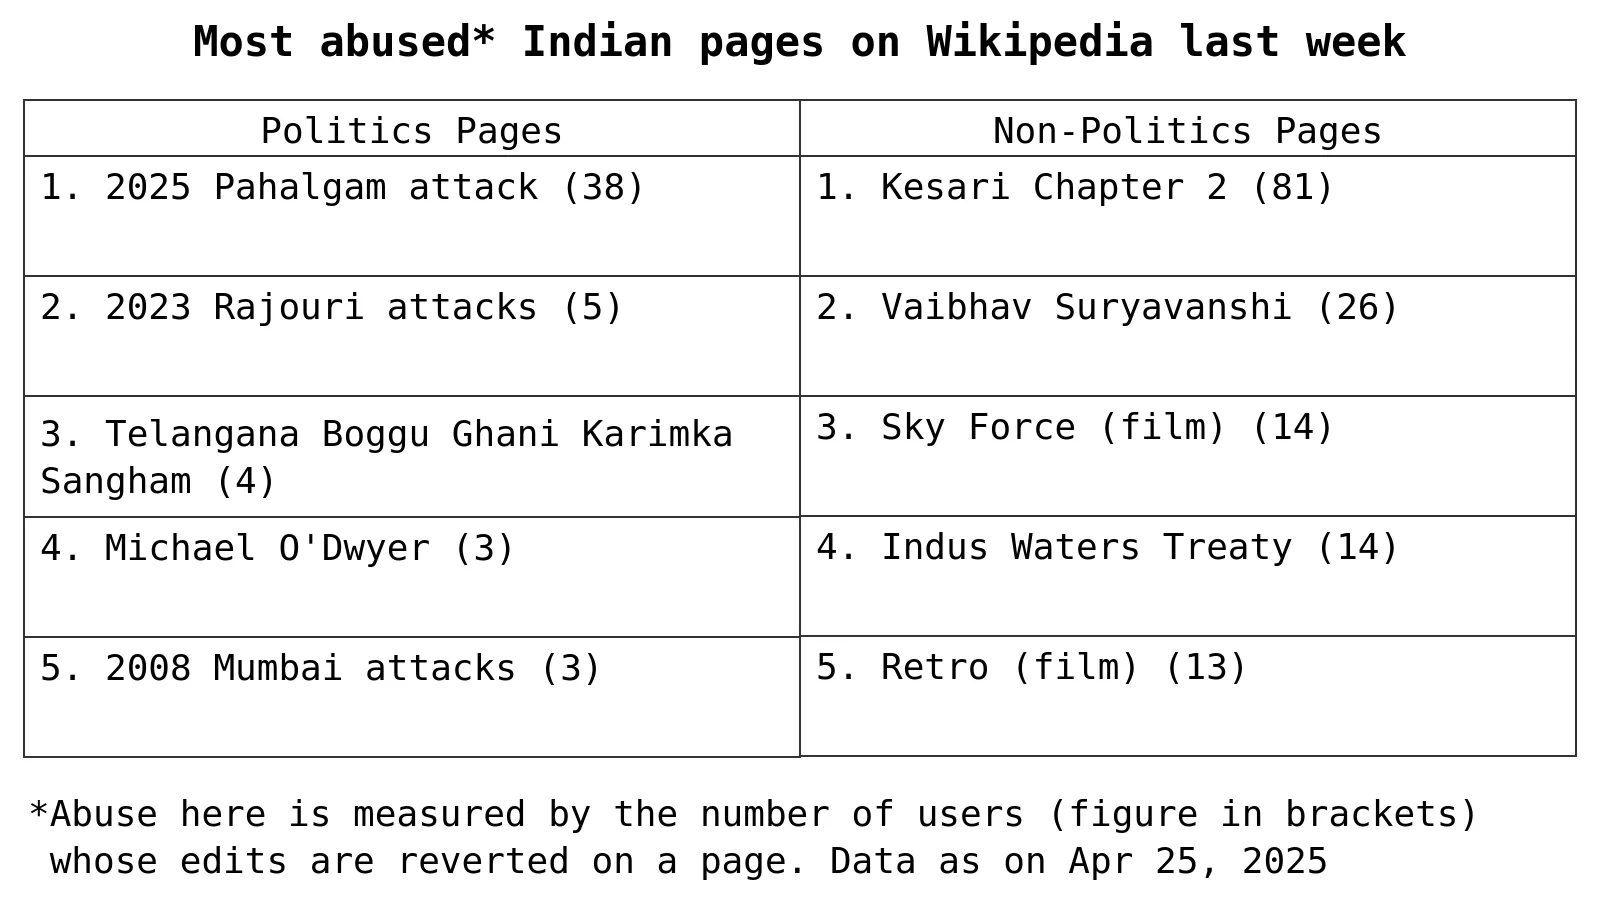 Most abused* Indian pages on Wikipedia last week
Politics Pages
Non-Politics Pages
1. 2025 Pahalgam attack (38)
1. Kesari Chapter 2 (81)
2. 2023 Rajouri attacks (5)
2. Vaibhav Suryavanshi (26)
3. Telangana Boggu Ghani Karimka
Sangham (4)
3. Sky Force (film) (14)
4. Michael O'Dwyer (3)
4. Indus Waters Treaty (14)
5. 2008 Mumbai attacks (3)
5. Retro (film) (13)
*Abuse here is measured by the number of users (figure in brackets)
whose edits are reverted on a page. Data as on Apr 25, 2025